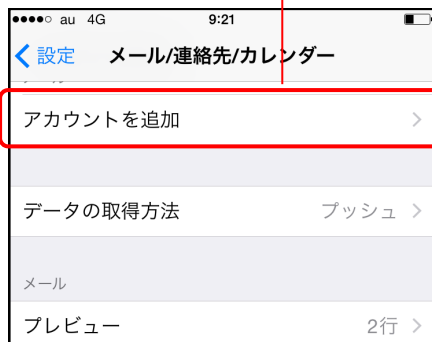 au 4G 9:21
設定 メール/連絡先/カレンダー
アカウントを追加
データの取得方法 プッシュ
メール
プレビュー 2行